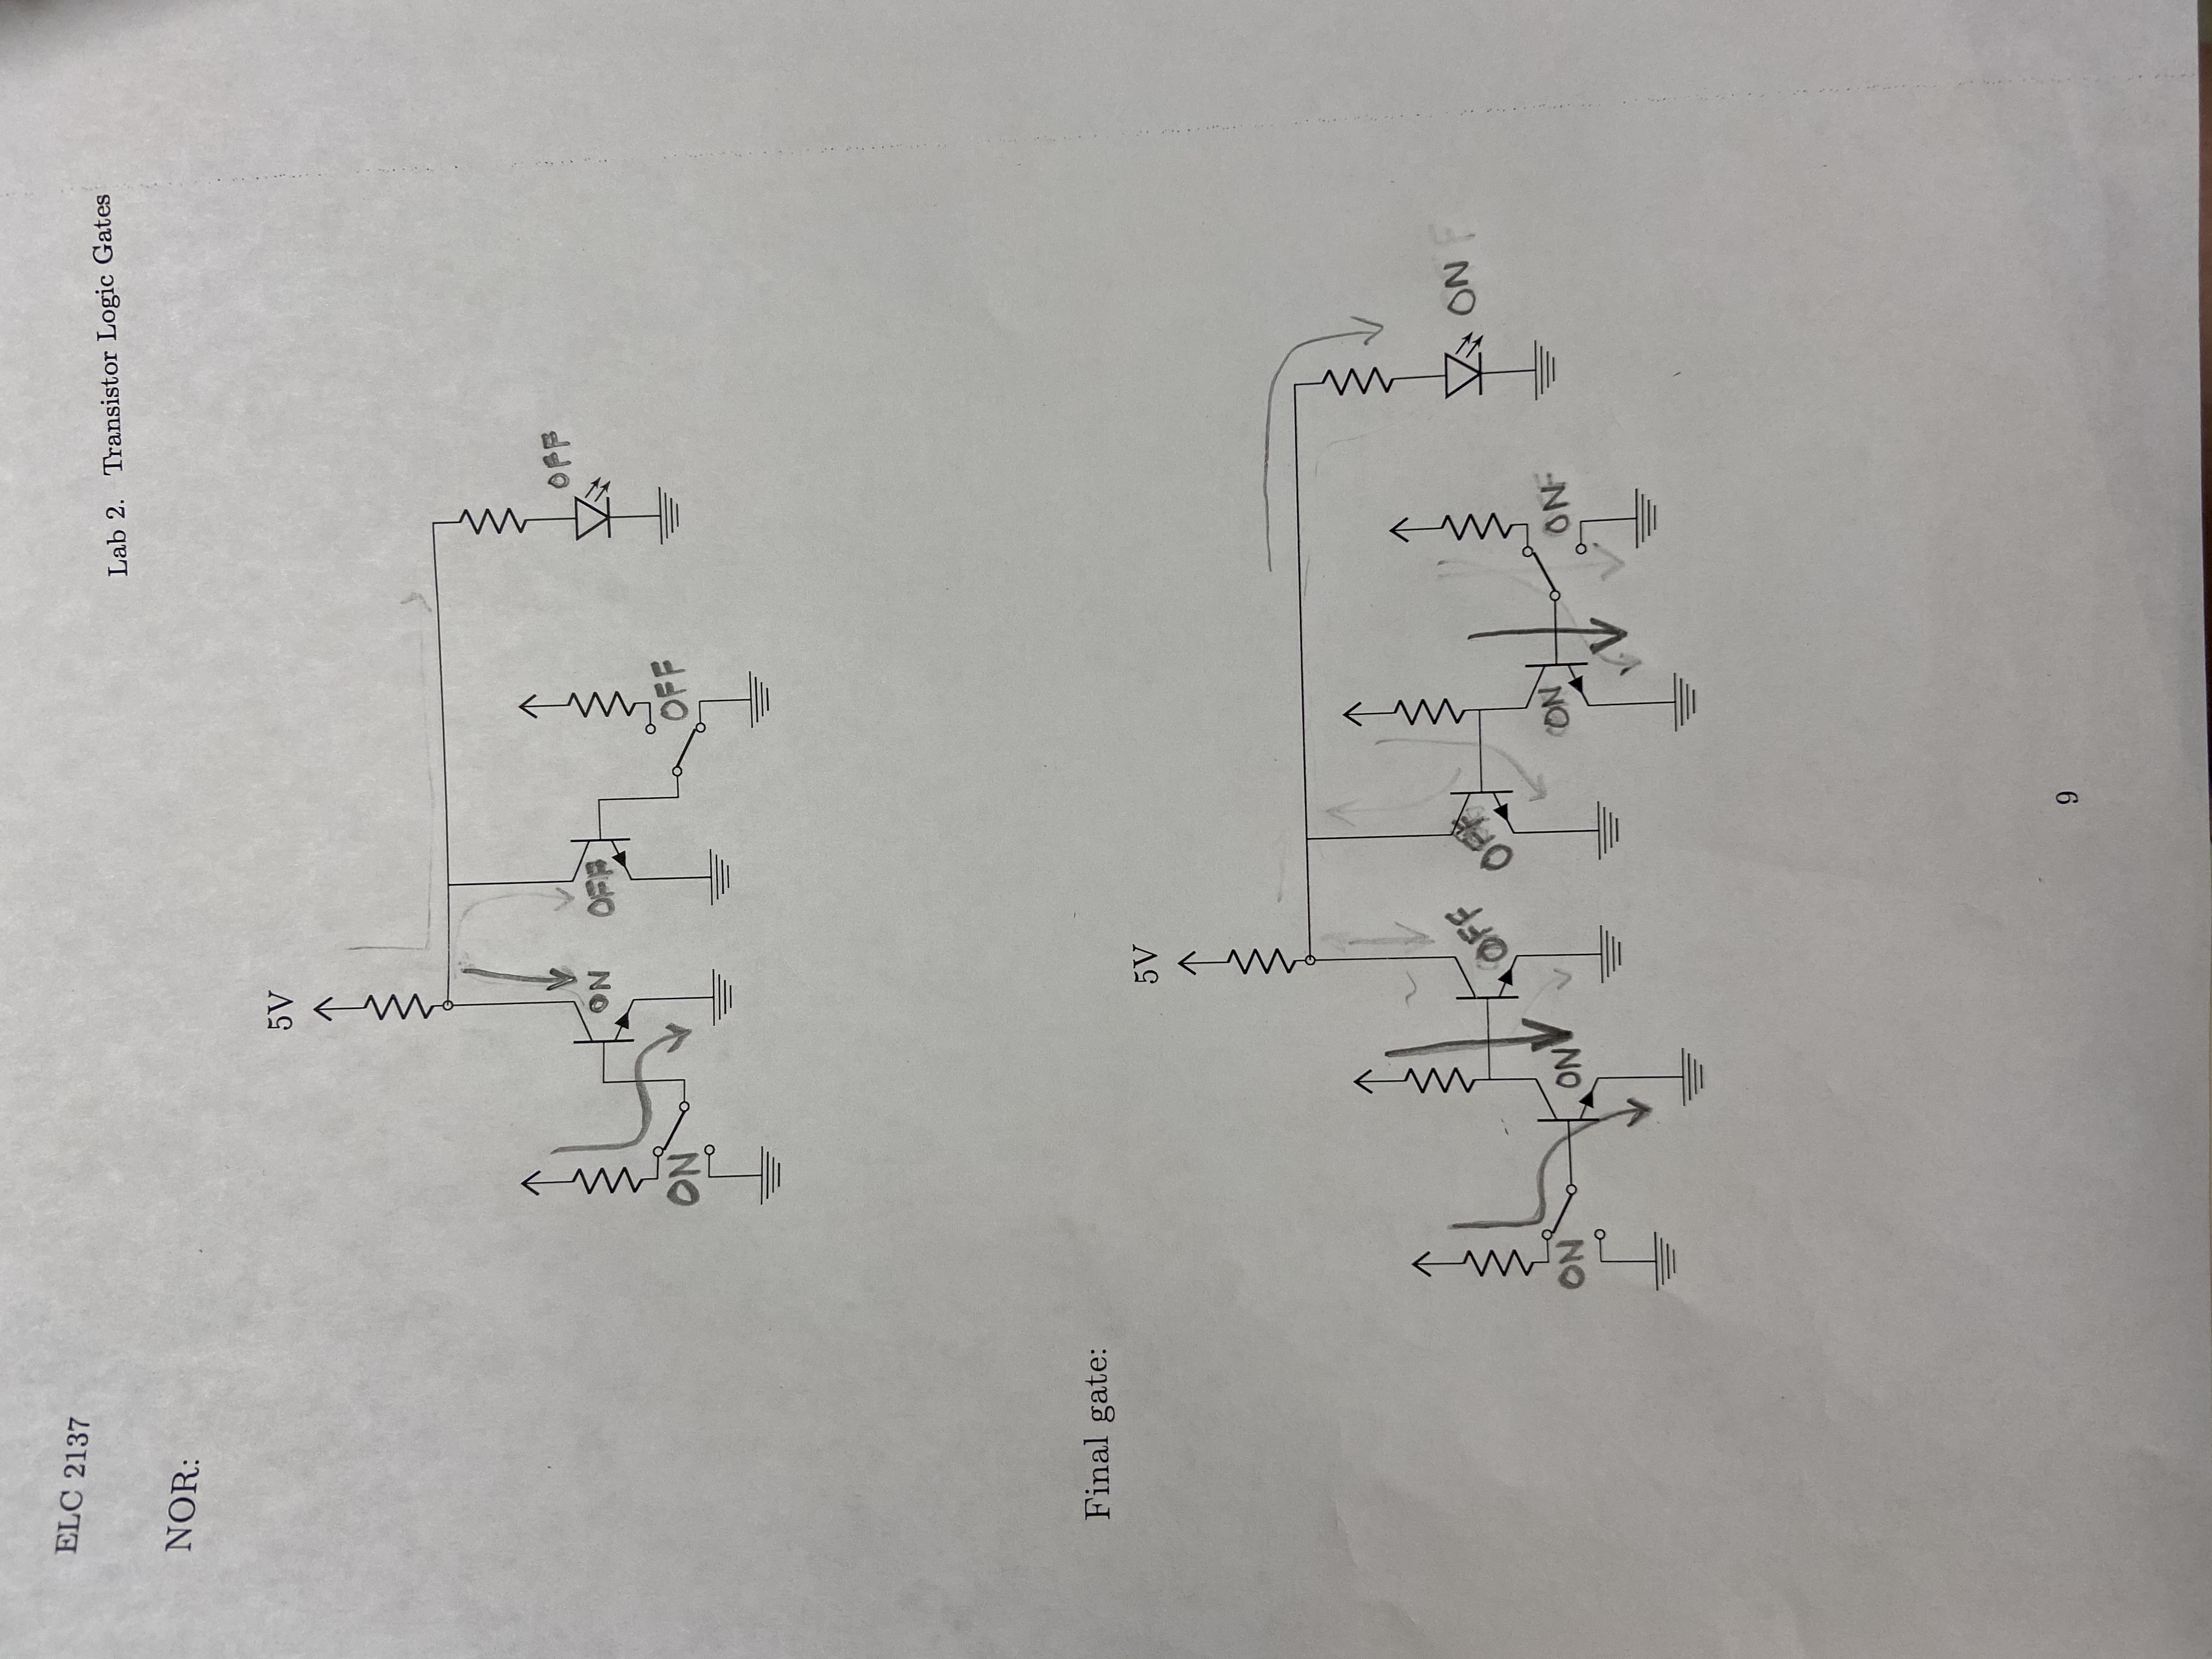 ELC 2137
Lab 2. Transistor Logic Gates
NOR:
5V
OFF
ON
OFF
ON
OFF
Final gate:
5V
ON
OFF
OFF
ON
ON
ON
ON
9